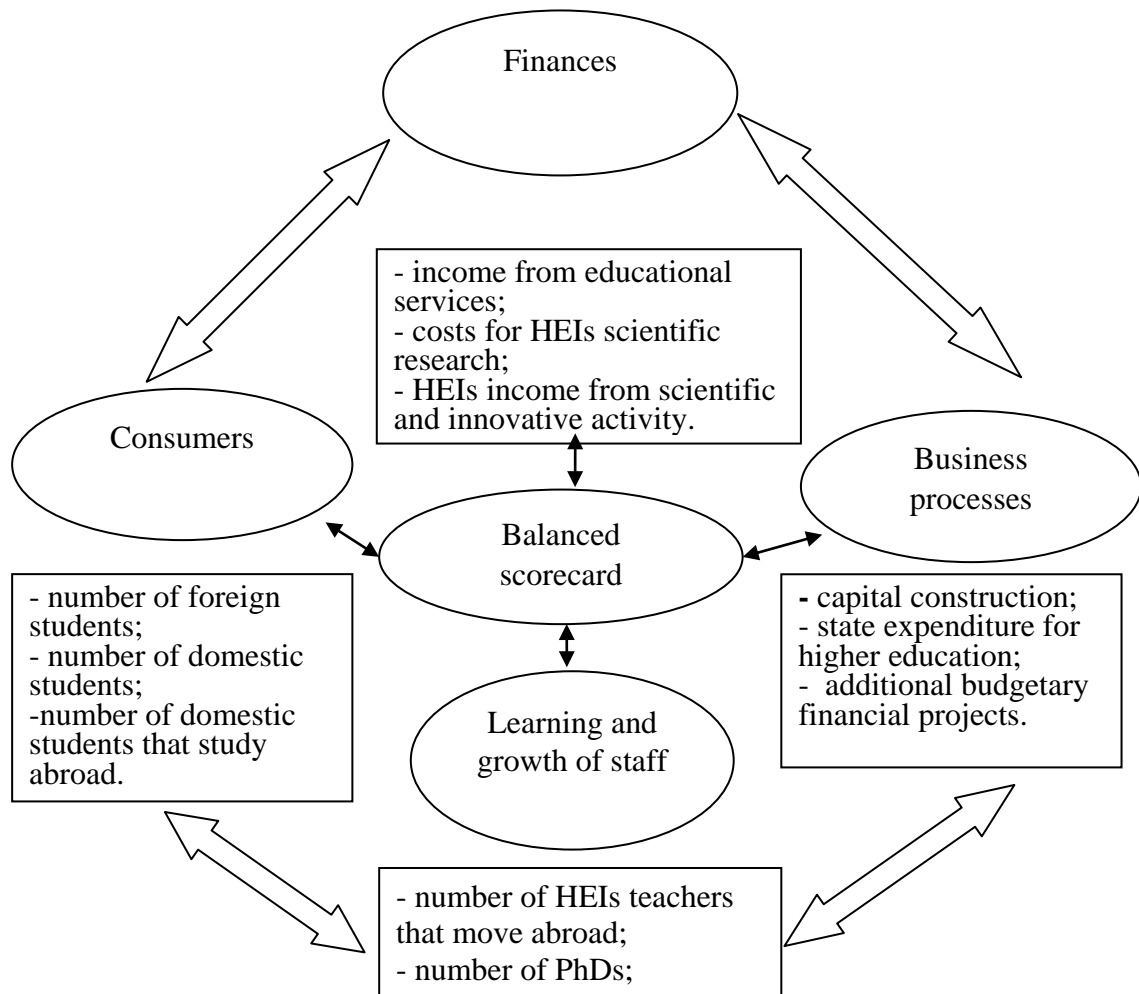 Finances
- income from educational
services;
- costs for HEIs scientific
research;
- HEIs income from scientific
and innovative activity.
Consumers
Business
processes
Balanced
scorecard
- number of foreign
students;
- number of domestic
students;
-number of domestic
students that study
abroad.
- capital construction;
- state expenditure for
higher education;
- additional budgetary
financial projects.
Learning and
growth of staff
- number of HEIs teachers
that move abroad;
- number of PhDs;